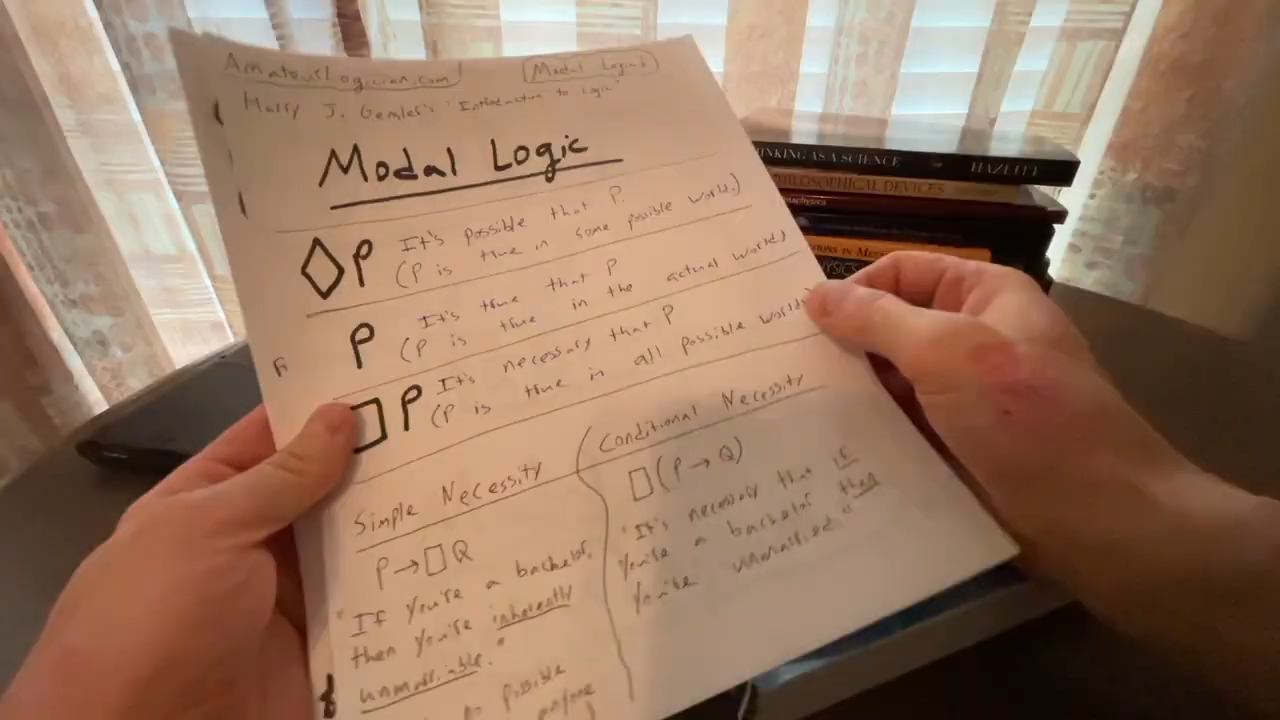 AmateurLogician.com
Modal Logic
Harry J. Gensler's "Introduction to Logic"
Modal Logic
◇P It's possible that P.
(P is true in some possible world.)
P It's true that P
(P is true in the actual world.)
□P It's necessary that P
(P is true in all possible worlds.)
Simple Necessity
P→□Q
"If you're a bachelor,
then you're inherently
unmarriable."
possible
anyone
Conditional Necessity
□(P→Q)
"It's necessary that if
you're a bachelor then
you're unmarried."
THINKING AS A SCIENCE HAZLITT
PHILOSOPHICAL DEVICES